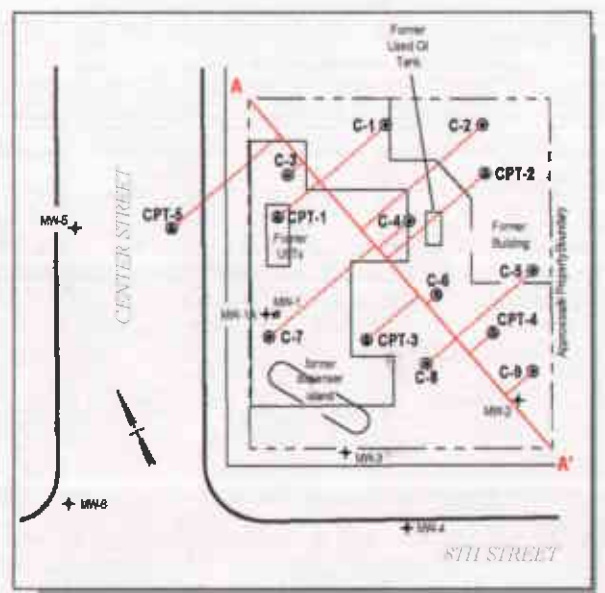 Former
Used Oil
Tank
A
C-1
C-2
C-3
CPT-2
CENTER STREET
MW-5
CPT-5
CPT-1
Former
USTs
C-4
Former
Building
Approximate Property Boundary
C-5
C-6
MW-1
MW-1A
C-7
CPT-3
CPT-4
C-8
C-9
former
dispenser
island
MW-2
MW-3
A'
MW-6
MW-4
8TH STREET